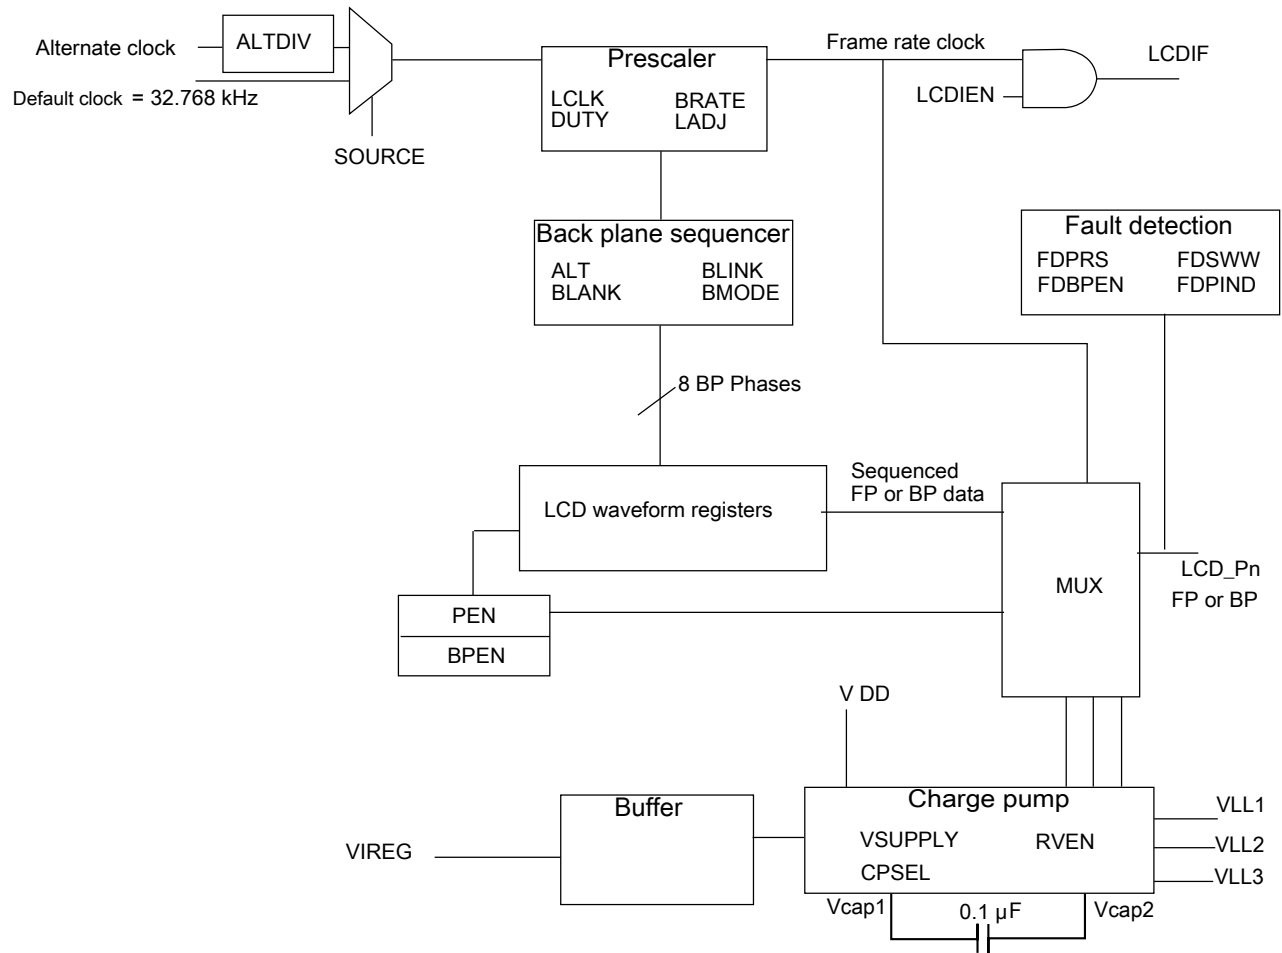 Alternate clock
ALTDIV
Default clock = 32.768 kHz
SOURCE
Prescaler
LCLK BRATE
DUTY LADJ
Frame rate clock
LCDIEN
LCDIF
Back plane sequencer
ALT BLINK
BLANK BMODE
Fault detection
FDPRS FDSWW
FDBPEN FDPIND
8 BP Phases
LCD waveform registers
Sequenced
FP or BP data
MUX
LCD_Pn
FP or BP
PEN
BPEN
V DD
Buffer
VIREG
Charge pump
VSUPPLY RVEN
CPSEL
VLL1
VLL2
VLL3
Vcap1 0.1 µF Vcap2